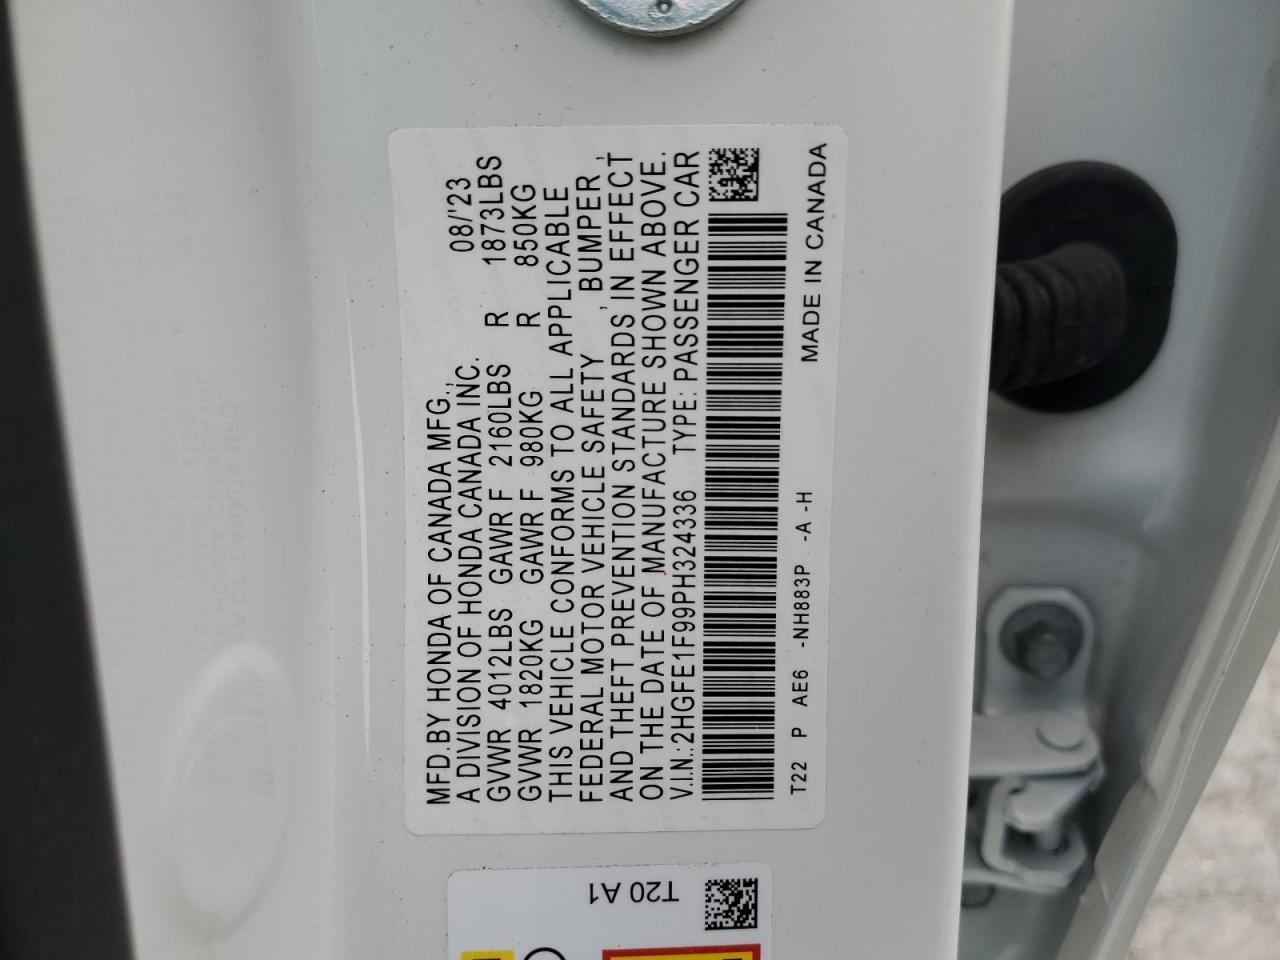 MFD.BY HONDA OF CANADA MFG., 08/'23
A DIVISION OF HONDA CANADA INC.
GVWR 4012LBS GAWR F 2160LBS R 1873LBS
GVWR 1820KG GAWR F 980KG R 850KG
THIS VEHICLE CONFORMS TO ALL APPLICABLE
FEDERAL MOTOR VEHICLE SAFETY , BUMPER ,
AND THEFT PREVENTION STANDARDS IN EFFECT
ON THE DATE OF MANUFACTURE SHOWN ABOVE.
V.I.N.:2HGFE1F99PH324336 TYPE: PASSENGER CAR
T22 P AE6 -NH883P -A -H MADE IN CANADA
T20 A1